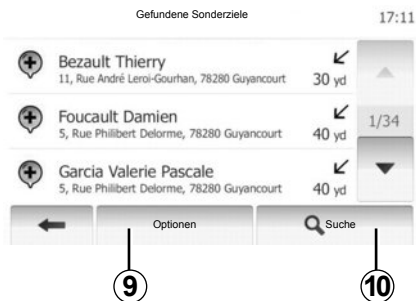 Gefundene Sonderziele
17:11
Bezault Thierry
11, Rue André Leroi-Gourhan, 78280 Guyancourt
30 yd
Foucault Damien
5, Rue Philibert Delorme, 78280 Guyancourt
40 yd
1/34
Garcia Valerie Pascale
5, Rue Philibert Delorme, 78280 Guyancourt
40 yd
Optionen
Suche
9
10